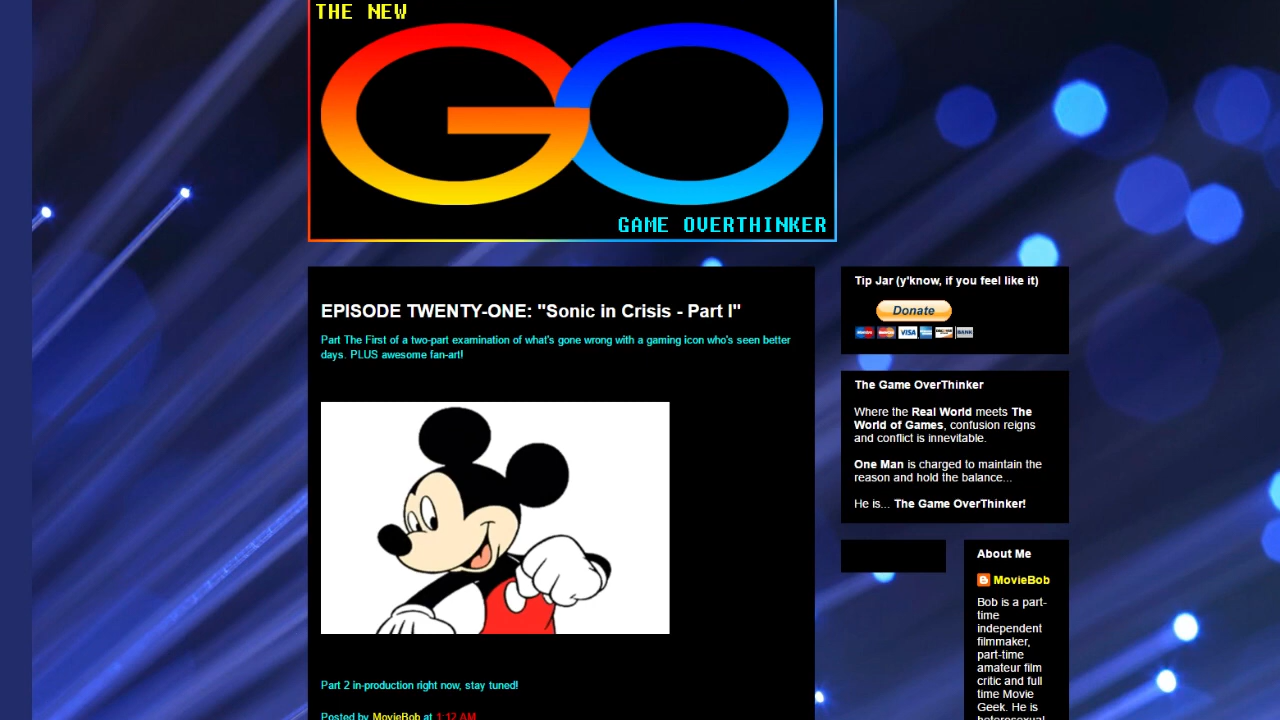 THE NEW
GO
GAME OVERTHINKER
EPISODE TWENTY-ONE: "Sonic in Crisis - Part I"
Part The First of a two-part examination of what's gone wrong with a gaming icon who's seen better
days. PLUS awesome fan-art!
Part 2 in-production right now, stay tuned!
Posted by MovieBob at 1:12 AM
Tip Jar (y'know, if you feel like it)
Donate
VISA
BANK
The Game OverThinker
Where the Real World meets The
World of Games, confusion reigns
and conflict is innevitable.
One Man is charged to maintain the
reason and hold the balance...
He is... The Game OverThinker!
About Me
MovieBob
Bob is a part-
time
independent
filmmaker,
part-time
amateur film
critic and full
time Movie
Geek. He is
heterosexual